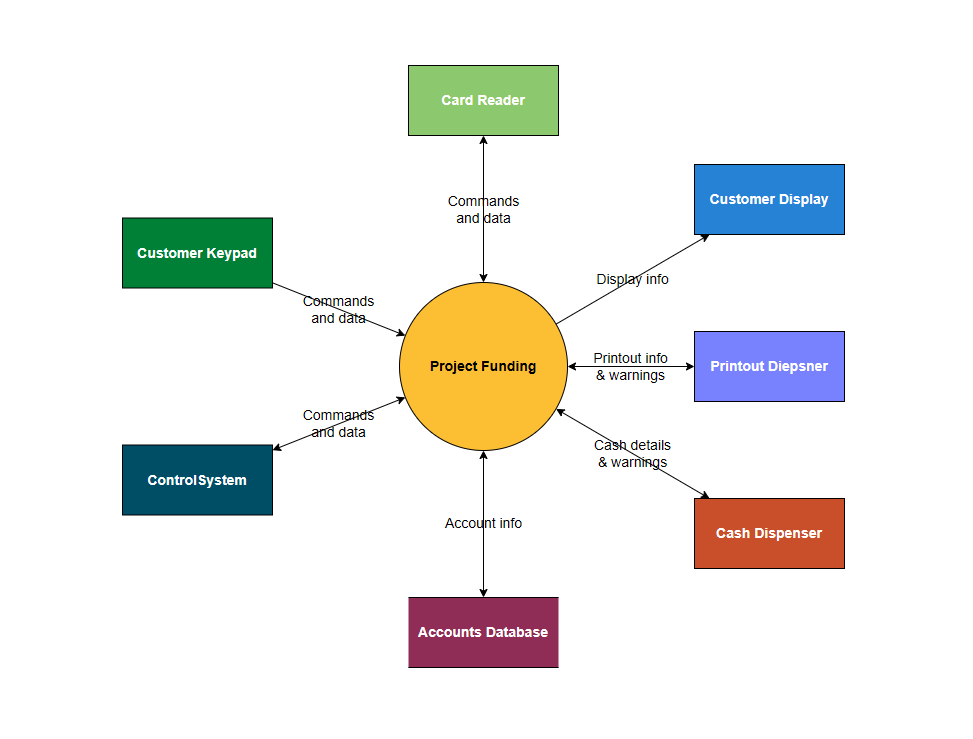 Card Reader
Commands
and data
Customer Display
Customer Keypad
Display info
Commands
and data
Project Funding
Printout info
& warnings
Printout Diepsner
Commands
and data
Cash details
& warnings
ControlSystem
Account info
Cash Dispenser
Accounts Database